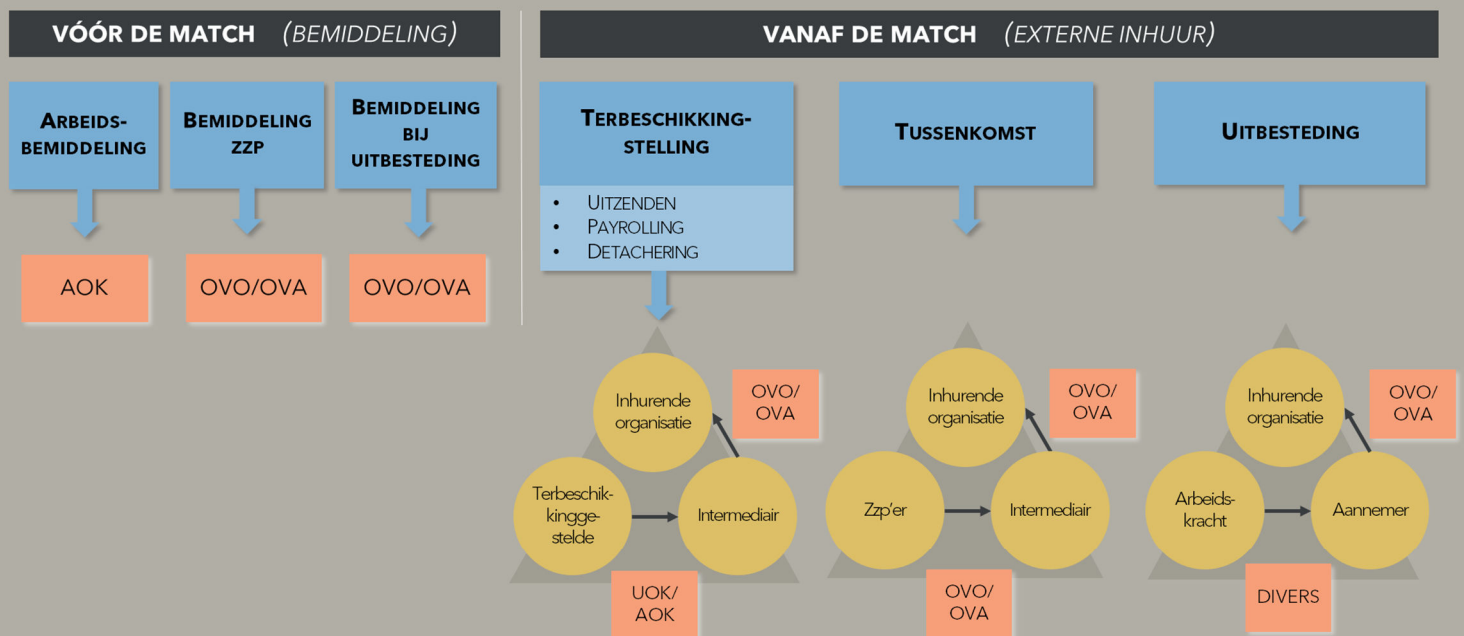 VÓÓR DE MATCH (BEMIDDELING)
ARBEIDS-
BEMIDDELING
BEMIDDELING
ZZP
BEMIDDELING
BIJ
UITBESTEDING
AOK
OVO/OVA
OVO/OVA
VANAF DE MATCH (EXTERNE INHUUR)
TERBESCHIKKING-
STELLING
• UITZENDEN
• PAYROLLING
• DETACHERING
TUSSENKOMST
UITBESTEDING
Inhurende
organisatie
OVO/
OVA
Terbeschik-
kingge-
stelde
Intermediair
UOK/
AOK
Inhurende
organisatie
OVO/
OVA
Zzp'er
Intermediair
OVO/
OVA
Inhurende
organisatie
OVO/
OVA
Arbeids-
kracht
Aannemer
DIVERS